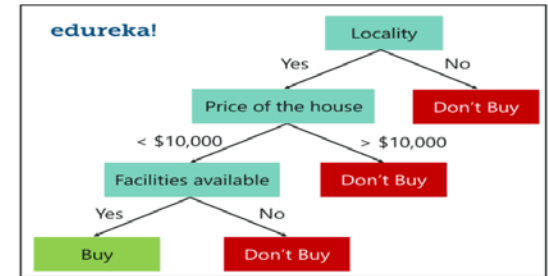 edureka!
Locality
Yes
No
Price of the house
Don't Buy
< $10,000
> $10,000
Facilities available
Don't Buy
Yes
No
Buy
Don't Buy